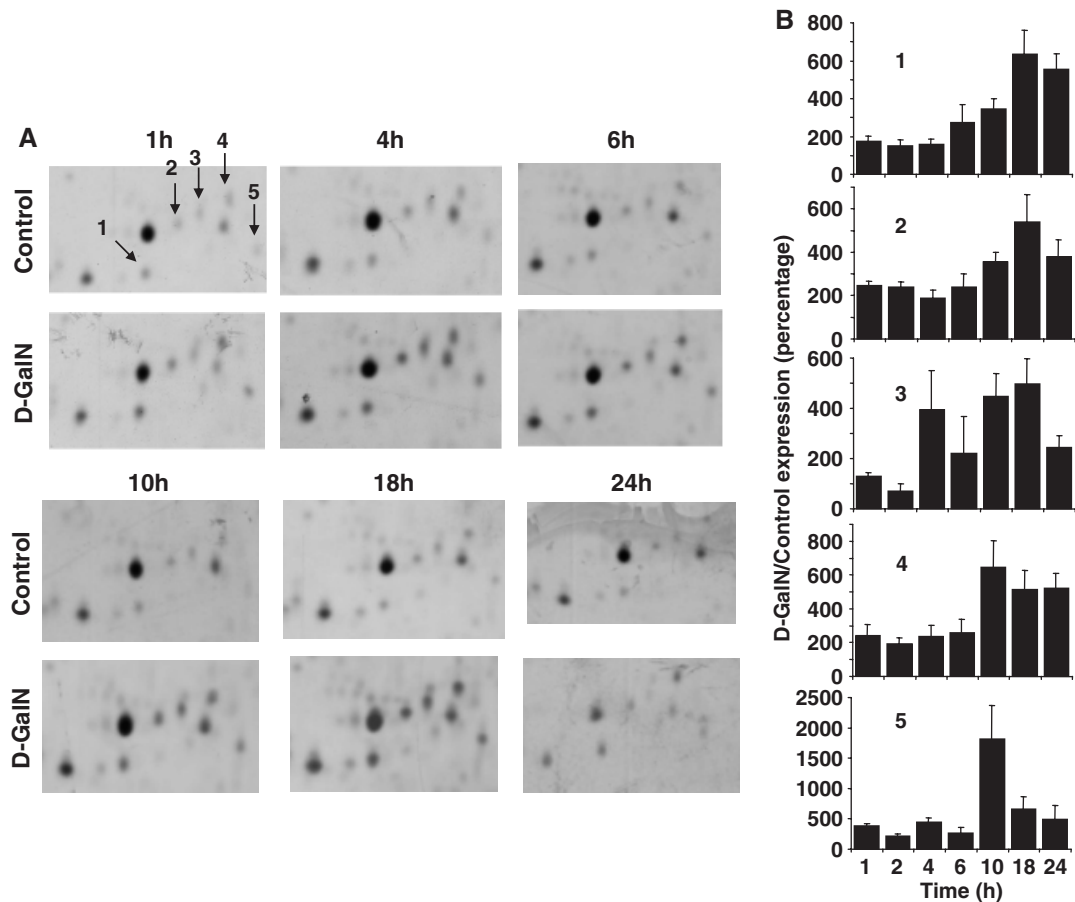 A
1h
4h
6h
Control
1
2
3
4
5
D-GalN
10h
18h
24h
Control
D-GalN
B
D-GalN/Control expression (percentage)
800
600
400
200
0
1
600
400
200
0
2
600
400
200
0
3
800
600
400
200
0
4
2500
2000
1500
1000
500
0
5
1 2 4 6 10 18 24
Time (h)